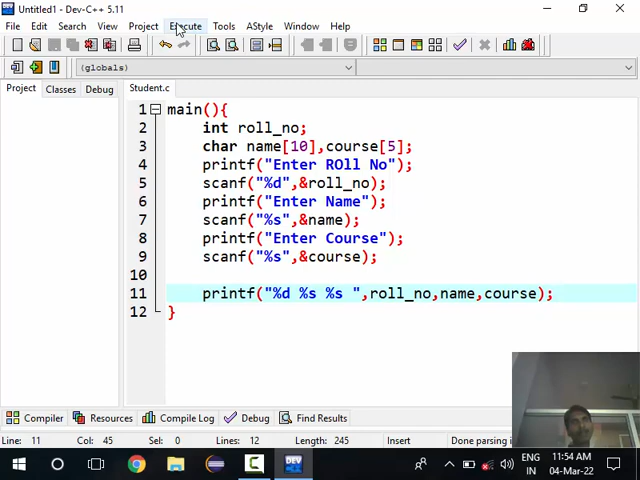 Untitled1 - Dev-C++ 5.11
File Edit Search View Project Execute Tools AStyle Window Help
(globals)
Project Classes Debug Student.c
1 main(){
2 int roll_no;
3 char name[10],course[5];
4 printf("Enter ROll No");
5 scanf("%d",&roll_no);
6 printf("Enter Name");
7 scanf("%s",&name);
8 printf("Enter Course");
9 scanf("%s",&course);
10
11 printf("%d %s %s ",roll_no,name,course);
12 }
Compiler Resources Compile Log Debug Find Results
Line: 11 Col: 45 Sel: 0 Lines: 12 Length: 245 Insert Done parsing i
ENG 11:54 AM
IN 04-Mar-22